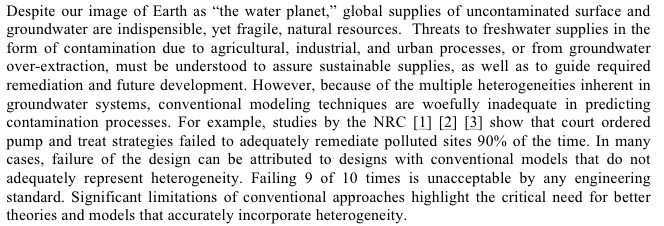 Despite our image of Earth as “the water planet,” global supplies of uncontaminated surface and
groundwater are indispensible, yet fragile, natural resources.  Threats to freshwater supplies in the
form of contamination due to agricultural, industrial, and urban processes, or from groundwater
over-extraction, must be understood to assure sustainable supplies, as well as to guide required
remediation and future development. However, because of the multiple heterogeneities inherent in
groundwater systems, conventional modeling techniques are woefully inadequate in predicting
contamination processes. For example, studies by the NRC [1] [2] [3] show that court ordered
pump and treat strategies failed to adequately remediate polluted sites 90% of the time. In many
cases, failure of the design can be attributed to designs with conventional models that do not
adequately represent heterogeneity. Failing 9 of 10 times is unacceptable by any engineering
standard. Significant limitations of conventional approaches highlight the critical need for better
theories and models that accurately incorporate heterogeneity.